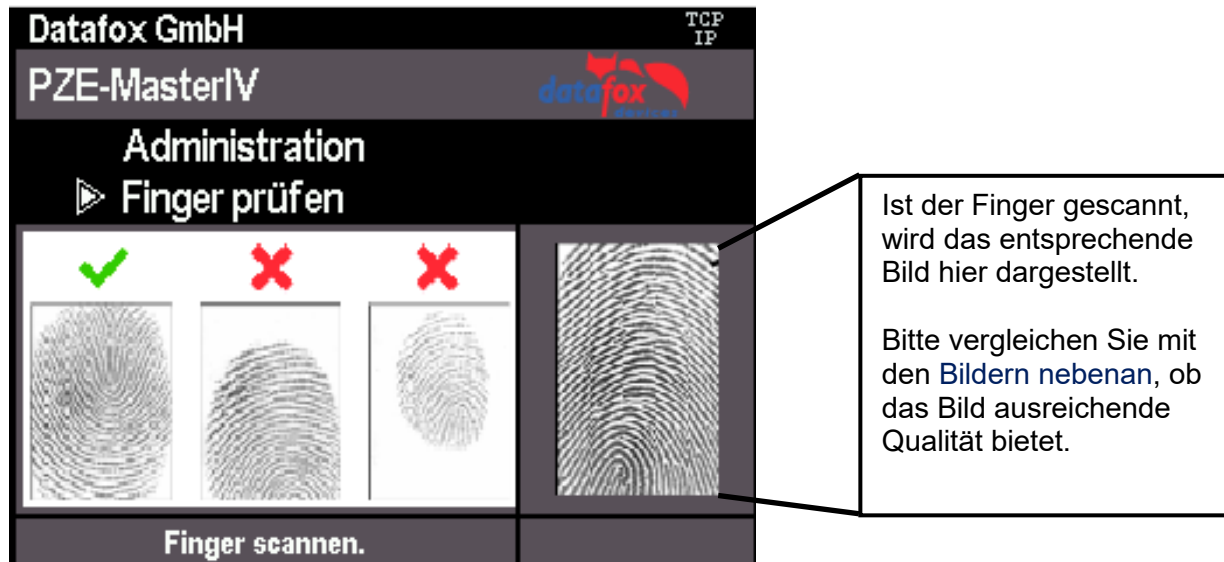 Datafox GmbH
TCP
IP
PZE-MasterIV
datafox
devices
Administration
Finger prüfen
Finger scannen.
Ist der Finger gescannt,
wird das entsprechende
Bild hier dargestellt.
Bitte vergleichen Sie mit
den Bildern nebenan, ob
das Bild ausreichende
Qualität bietet.